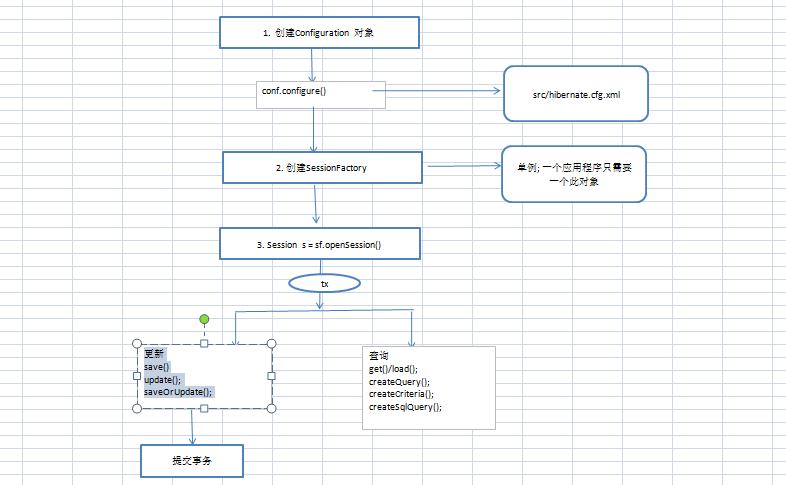 1. 创建Configuration 对象
conf.configure()
src/hibernate.cfg.xml
2. 创建SessionFactory
单例; 一个应用程序只需要
一个此对象
3. Session s = sf.openSession()
tx
更新
save()
update();
saveOrUpdate();
查询
get()/load();
createQuery();
createCriteria();
createSqlQuery();
提交事务